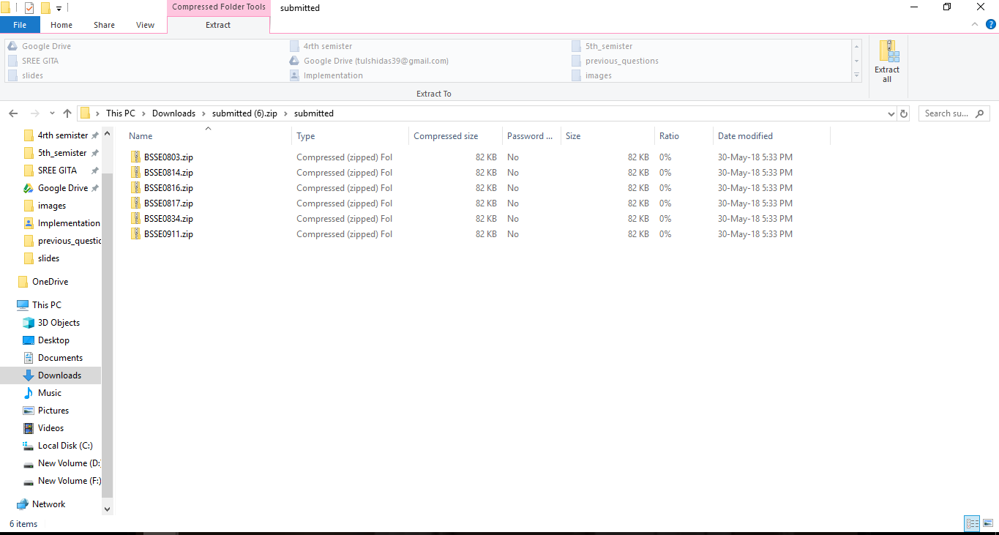 Compressed Folder Tools submitted
File Home Share View Extract
Google Drive 4rth semister 5th_semister
SREE GITA Google Drive (tulshidas39@gmail.com) previous_questions
slides Implementation images
Extract all
Extract To
This PC > Downloads > submitted (6).zip > submitted
Search su...
4rth semister
5th_semister
SREE GITA
Google Drive
images
Implementation
previous_questic
slides
OneDrive
This PC
3D Objects
Desktop
Documents
Downloads
Music
Pictures
Videos
Local Disk (C:)
New Volume (D:
New Volume (F:)
Network
Name Type Compressed size Password ... Size Ratio Date modified
BSSE0803.zip Compressed (zipped) Fol 82 KB No 82 KB 0% 30-May-18 5:33 PM
BSSE0814.zip Compressed (zipped) Fol 82 KB No 82 KB 0% 30-May-18 5:33 PM
BSSE0816.zip Compressed (zipped) Fol 82 KB No 82 KB 0% 30-May-18 5:33 PM
BSSE0817.zip Compressed (zipped) Fol 82 KB No 82 KB 0% 30-May-18 5:33 PM
BSSE0834.zip Compressed (zipped) Fol 82 KB No 82 KB 0% 30-May-18 5:33 PM
BSSE0911.zip Compressed (zipped) Fol 82 KB No 82 KB 0% 30-May-18 5:33 PM
6 items